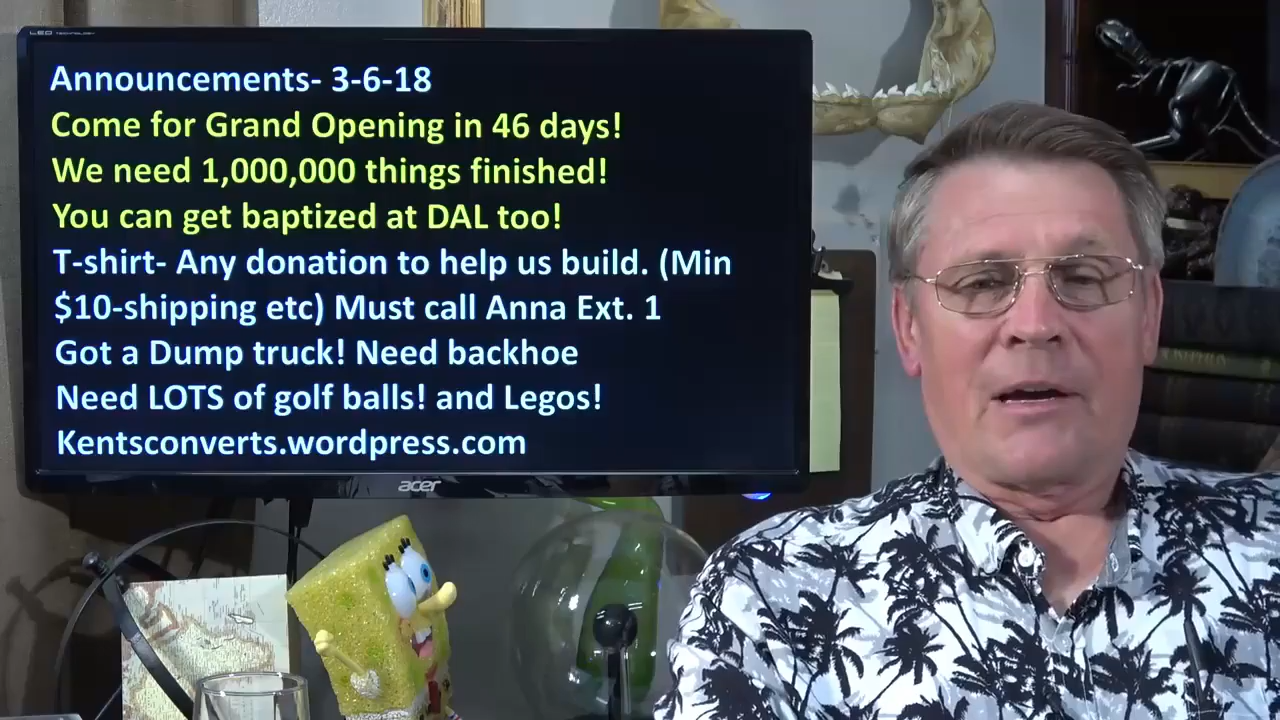 LED TECHNOLOGY
Announcements- 3-6-18
Come for Grand Opening in 46 days!
We need 1,000,000 things finished!
You can get baptized at DAL too!
T-shirt- Any donation to help us build. (Min
$10-shipping etc) Must call Anna Ext. 1
Got a Dump truck! Need backhoe
Need LOTS of golf balls! and Legos!
Kentsconverts.wordpress.com
acer